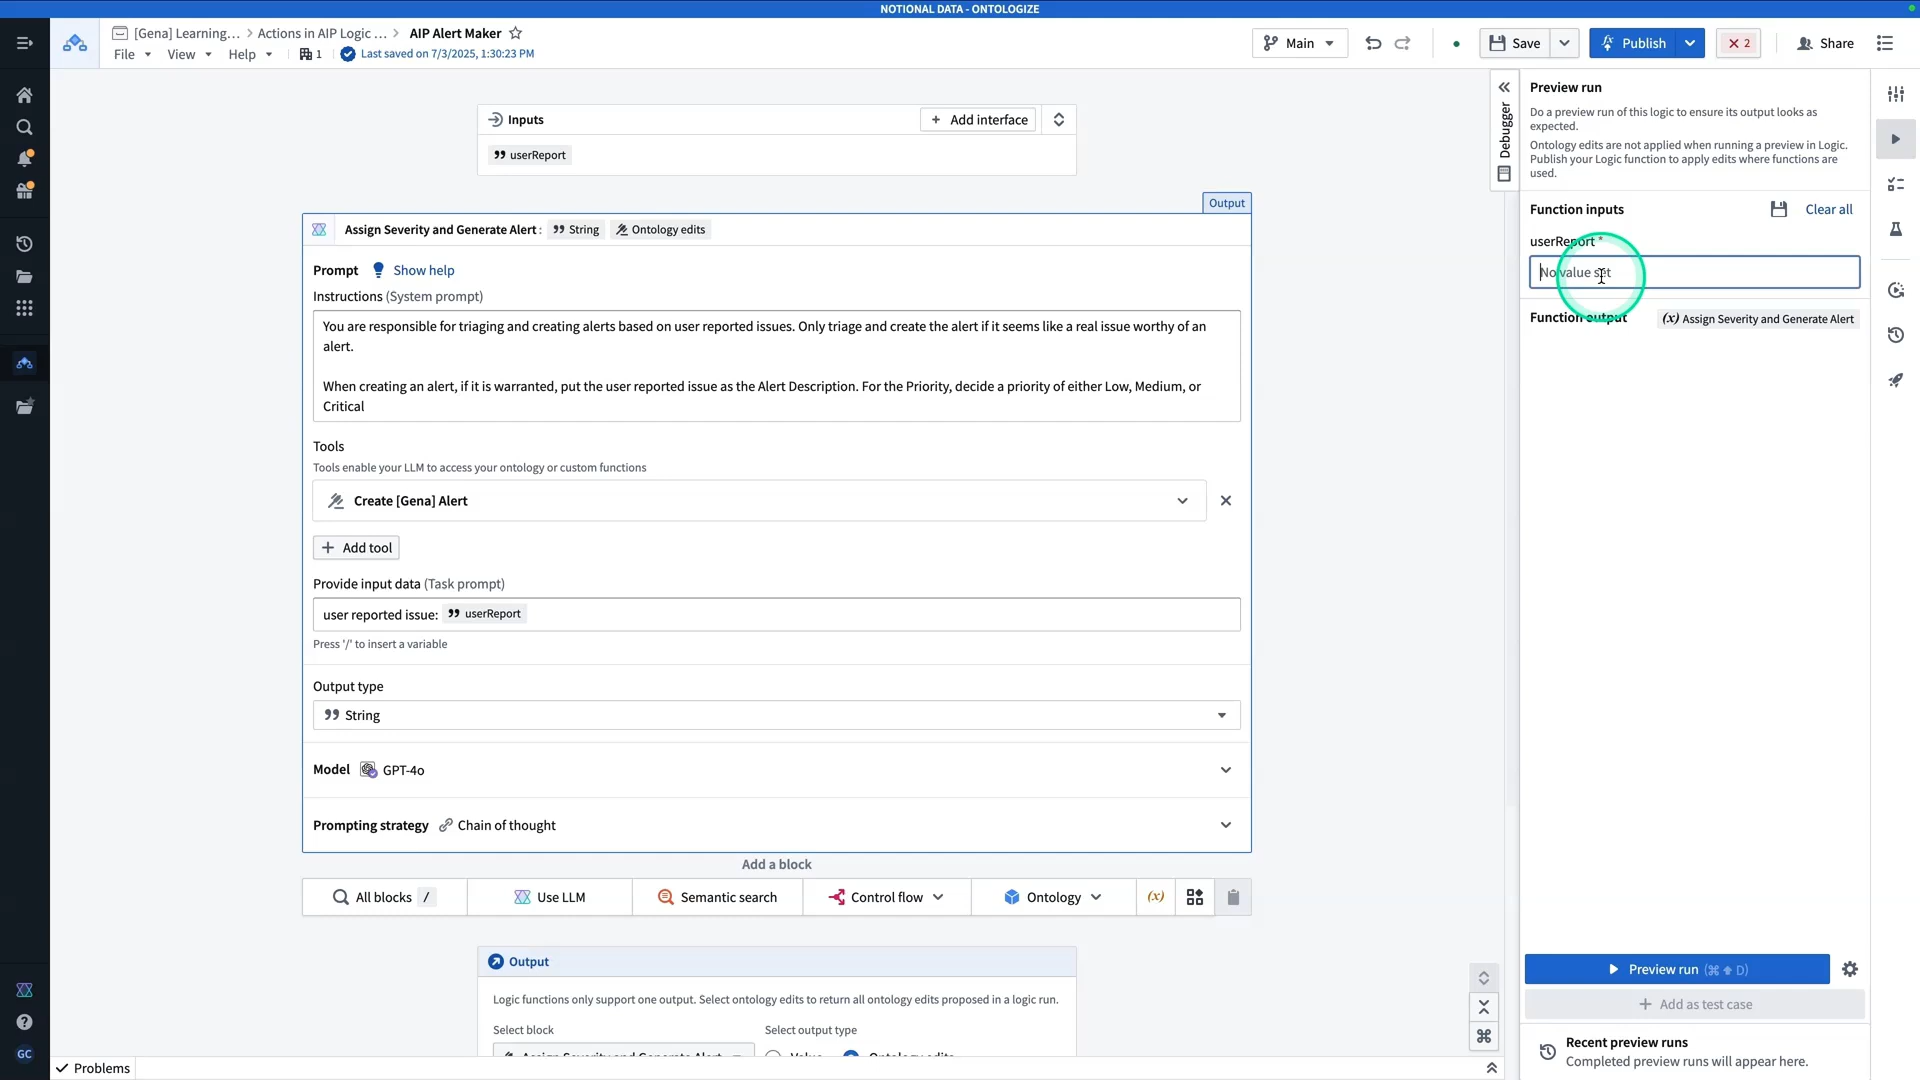 NOTIONAL DATA - ONTOLOGIZE
[Gena] Learning... > Actions in AIP Logic ... > AIP Alert Maker
File View Help 1 Last saved on 7/3/2025, 1:30:23 PM
Main Save Publish 2 Share
Inputs + Add interface
userReport
Output
Assign Severity and Generate Alert : String Ontology edits
Prompt Show help
Instructions (System prompt)
You are responsible for triaging and creating alerts based on user reported issues. Only triage and create the alert if it seems like a real issue worthy of an
alert.
When creating an alert, if it is warranted, put the user reported issue as the Alert Description. For the Priority, decide a priority of either Low, Medium, or
Critical
Tools
Tools enable your LLM to access your ontology or custom functions
Create [Gena] Alert
+ Add tool
Provide input data (Task prompt)
user reported issue: userReport
Press '/' to insert a variable
Output type
String
Model GPT-4o
Prompting strategy Chain of thought
Add a block
All blocks / Use LLM Semantic search Control flow Ontology (x)
Output
Logic functions only support one output. Select ontology edits to return all ontology edits proposed in a logic run.
Select block Select output type
Assign Severity and Generate Alert Value Ontology edits
Problems
GC
Debugger
Preview run
Do a preview run of this logic to ensure its output looks as
expected.
Ontology edits are not applied when running a preview in Logic.
Publish your Logic function to apply edits where functions are
used.
Function inputs Clear all
userReport *
No value set
Function output (x) Assign Severity and Generate Alert
Preview run (⌘ ⇧ D)
+ Add as test case
Recent preview runs
Completed preview runs will appear here.